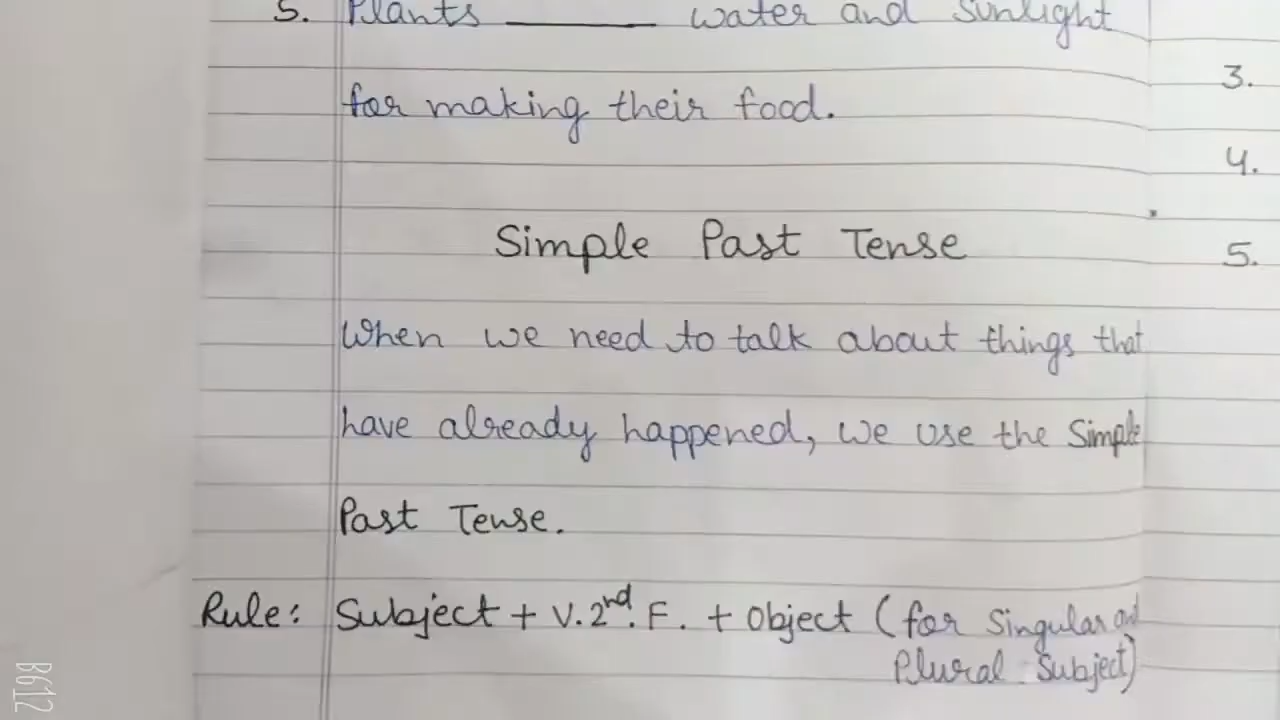 5. Plants ______ water and sunlight
for making their food.
3.
4.
5.
Simple Past Tense
When we need to talk about things that
have already happened, we use the Simple
Past Tense.
Rule: Subject + V.2nd.F. + Object (for Singular and
Plural Subject)
B612